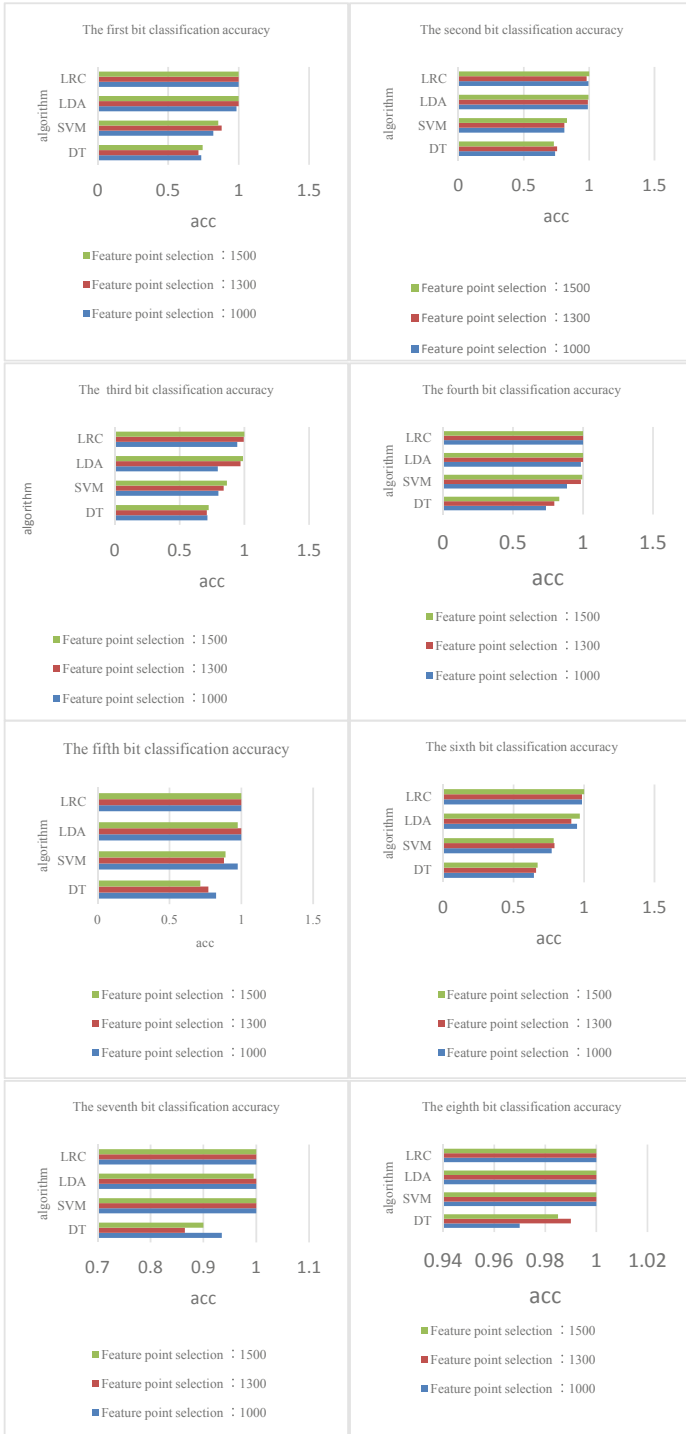 The first bit classification accuracy
algorithm
LRC
LDA
SVM
DT
0 0.5 1 1.5
acc
Feature point selection ：1500
Feature point selection ：1300
Feature point selection ：1000
The second bit classification accuracy
algorithm
LRC
LDA
SVM
DT
0 0.5 1 1.5
acc
Feature point selection ：1500
Feature point selection ：1300
Feature point selection ：1000
The third bit classification accuracy
algorithm
LRC
LDA
SVM
DT
0 0.5 1 1.5
acc
Feature point selection ：1500
Feature point selection ：1300
Feature point selection ：1000
The fourth bit classification accuracy
algorithm
LRC
LDA
SVM
DT
0 0.5 1 1.5
acc
Feature point selection ：1500
Feature point selection ：1300
Feature point selection ：1000
The fifth bit classification accuracy
algorithm
LRC
LDA
SVM
DT
0 0.5 1 1.5
acc
Feature point selection ：1500
Feature point selection ：1300
Feature point selection ：1000
The sixth bit classification accuracy
algorithm
LRC
LDA
SVM
DT
0 0.5 1 1.5
acc
Feature point selection ：1500
Feature point selection ：1300
Feature point selection ：1000
The seventh bit classification accuracy
algorithm
LRC
LDA
SVM
DT
0.7 0.8 0.9 1 1.1
acc
Feature point selection ：1500
Feature point selection ：1300
Feature point selection ：1000
The eighth bit classification accuracy
algorithm
LRC
LDA
SVM
DT
0.94 0.96 0.98 1 1.02
acc
Feature point selection ：1500
Feature point selection ：1300
Feature point selection ：1000